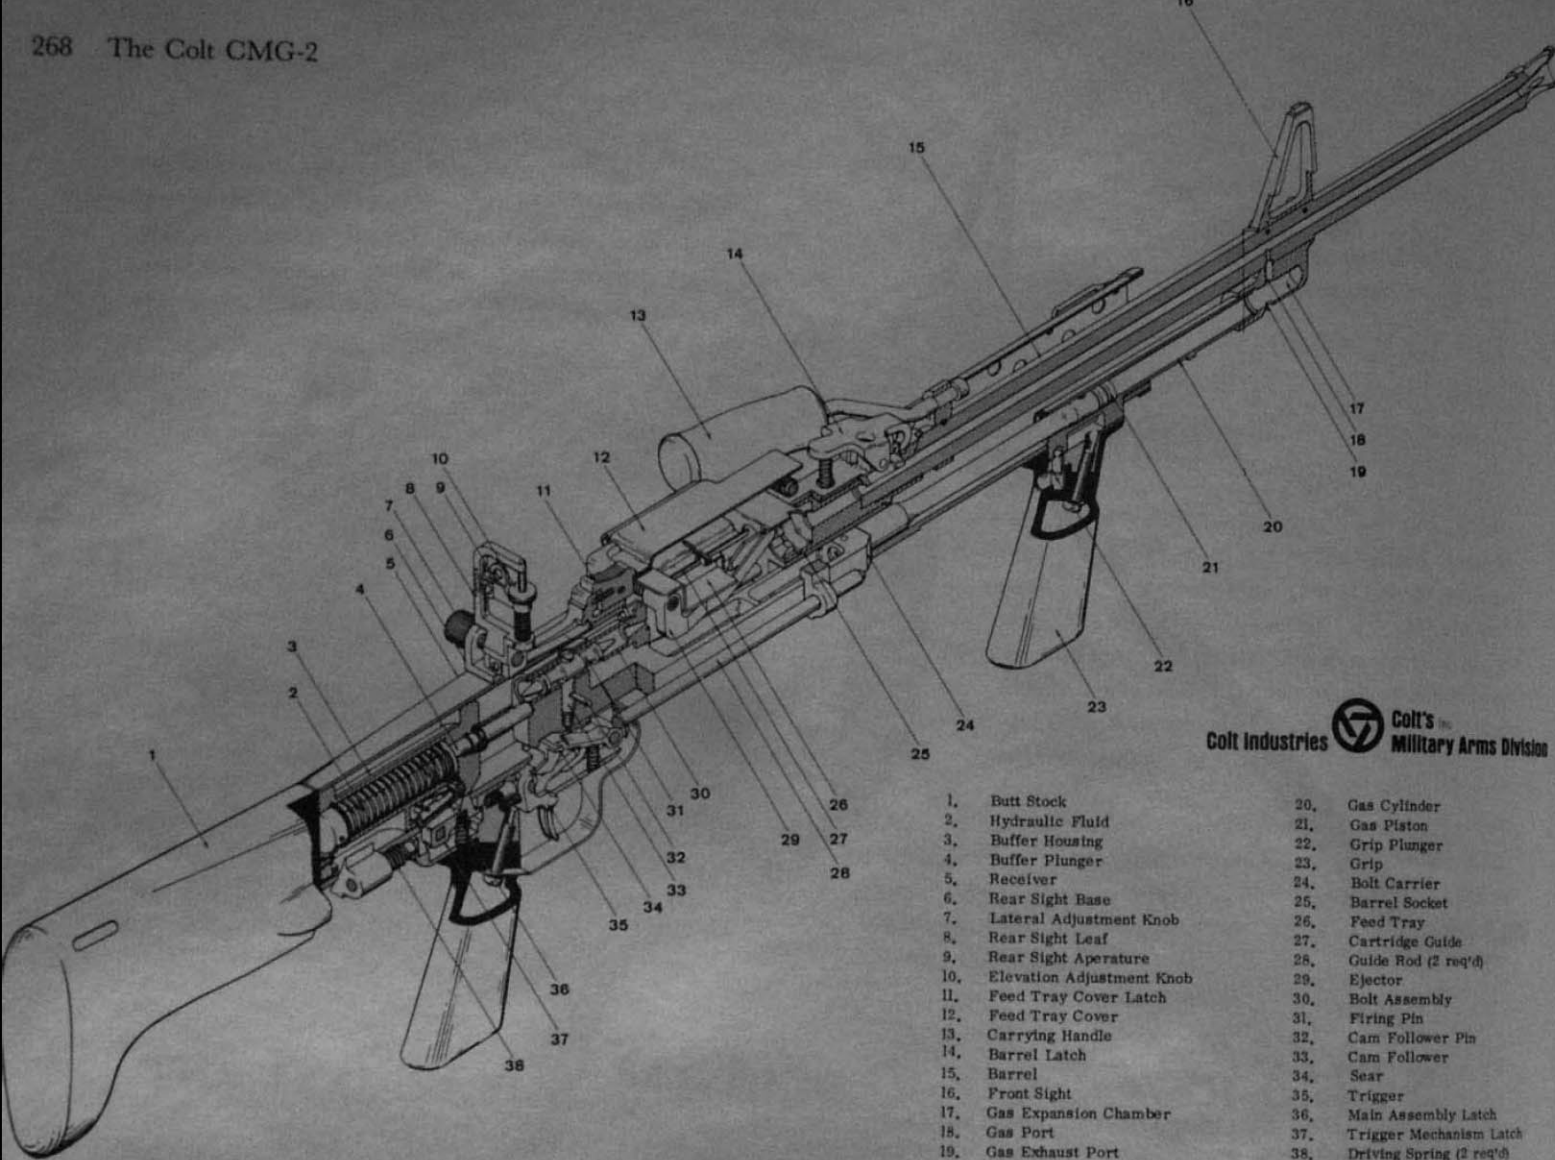 268 The Colt CMG-2
16
15
14
13
12
11
10
9
8
7
6
5
4
3
2
1
17
18
19
20
21
22
23
24
25
26
27
28
29
30
31
32
33
34
35
36
37
38
Colt Industries
Colt's Inc.
Military Arms Division
1. Butt Stock
2. Hydraulic Fluid
3. Buffer Housing
4. Buffer Plunger
5. Receiver
6. Rear Sight Base
7. Lateral Adjustment Knob
8. Rear Sight Leaf
9. Rear Sight Aperature
10. Elevation Adjustment Knob
11. Feed Tray Cover Latch
12. Feed Tray Cover
13. Carrying Handle
14. Barrel Latch
15. Barrel
16. Front Sight
17. Gas Expansion Chamber
18. Gas Port
19. Gas Exhaust Port
20. Gas Cylinder
21. Gas Piston
22. Grip Plunger
23. Grip
24. Bolt Carrier
25. Barrel Socket
26. Feed Tray
27. Cartridge Guide
28. Guide Rod (2 req'd)
29. Ejector
30. Bolt Assembly
31. Firing Pin
32. Cam Follower Pin
33. Cam Follower
34. Sear
35. Trigger
36. Main Assembly Latch
37. Trigger Mechanism Latch
38. Driving Spring (2 req'd)